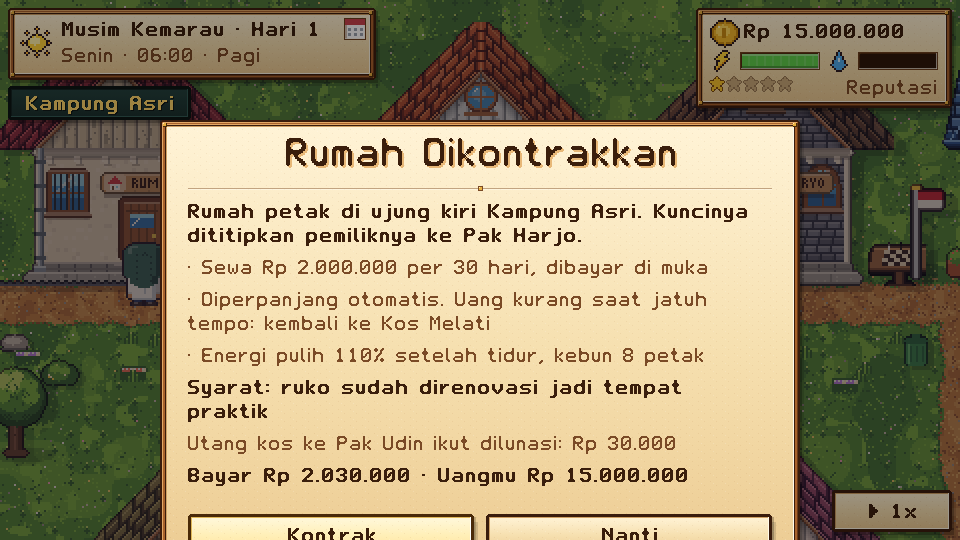 Musim Kemarau · Hari 1
Senin · 06:00 · Pagi
Rp 15.000.000
Reputasi
Kampung Asri
RUM
RYO
Rumah Dikontrakkan
Rumah petak di ujung kiri Kampung Asri. Kuncinya
dititipkan pemiliknya ke Pak Harjo.
· Sewa Rp 2.000.000 per 30 hari, dibayar di muka
· Diperpanjang otomatis. Uang kurang saat jatuh
tempo: kembali ke Kos Melati
· Energi pulih 110% setelah tidur, kebun 8 petak
Syarat: ruko sudah direnovasi jadi tempat
praktik
Utang kos ke Pak Udin ikut dilunasi: Rp 30.000
Bayar Rp 2.030.000 · Uangmu Rp 15.000.000
Kontrak
Nanti
1x